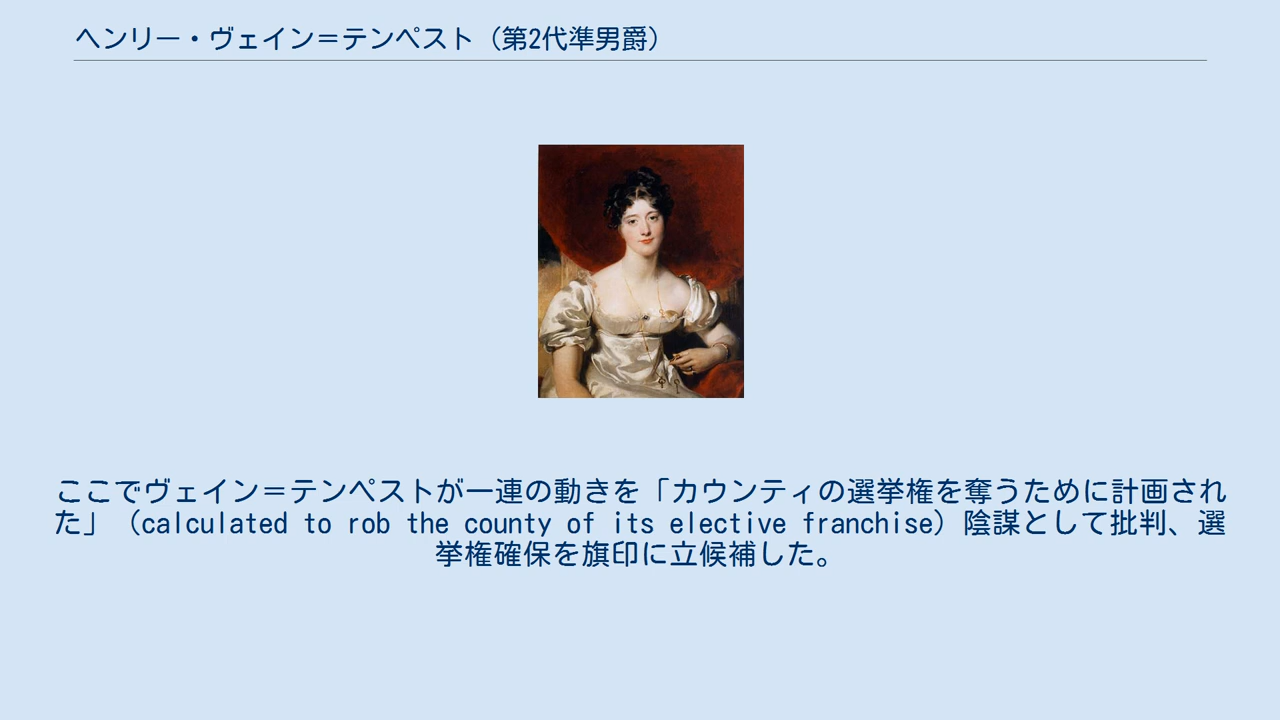 ヘンリー・ヴェイン＝テンペスト（第2代準男爵）
ここでヴェイン＝テンペストが一連の動きを「カウンティの選挙権を奪うために計画され
た」（calculated to rob the county of its elective franchise）陰謀として批判、選
挙権確保を旗印に立候補した。